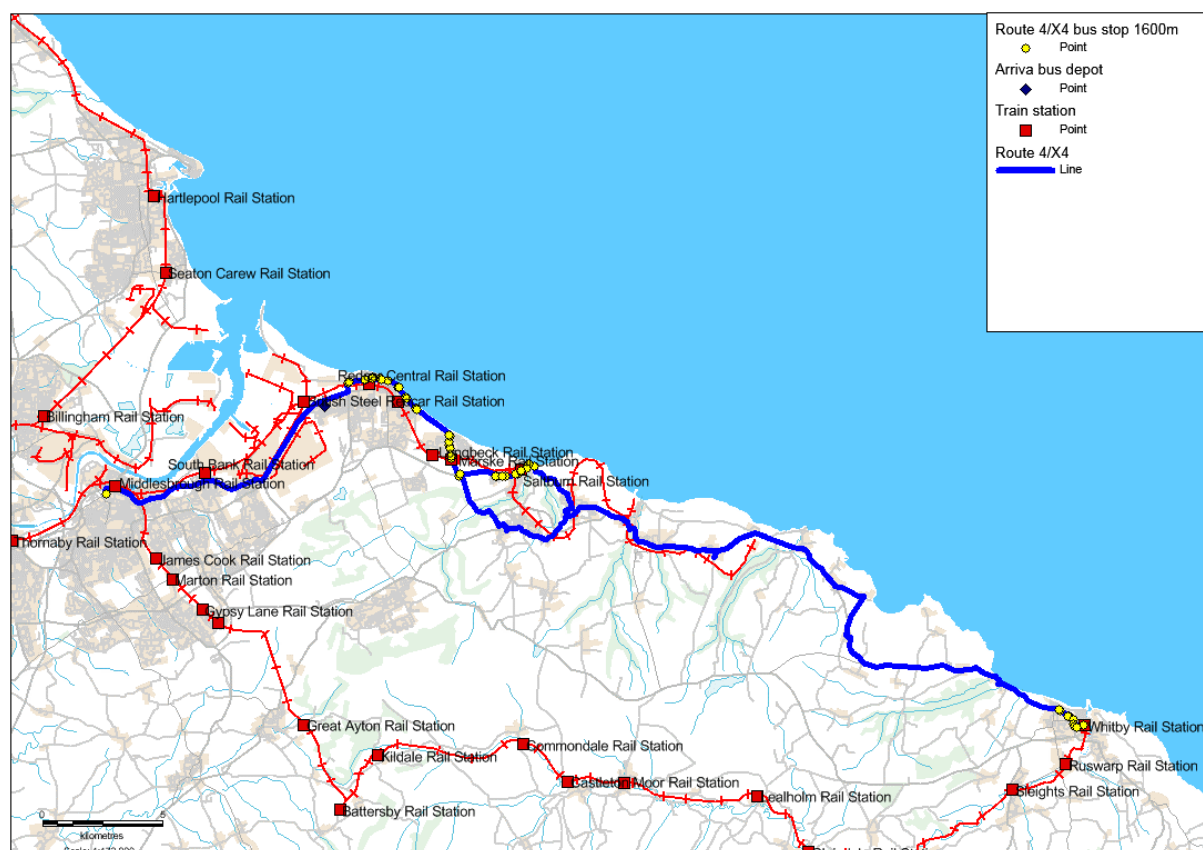 Route 4/X4 bus stop 1600m
Point
Arriva bus depot
Point
Train station
Point
Route 4/X4
Line
Hartlepool Rail Station
Seaton Carew Rail Station
Redcar Central Rail Station
British Steel Redcar Rail Station
Billingham Rail Station
Longbeck Rail Station
Marske Rail Station
South Bank Rail Station
Saltburn Rail Station
Middlesbrough Rail Station
Thornaby Rail Station
James Cook Rail Station
Marton Rail Station
Gypsy Lane Rail Station
Great Ayton Rail Station
Whitby Rail Station
Commondale Rail Station
Kildale Rail Station
Ruswarp Rail Station
Castleton Moor Rail Station
Sleights Rail Station
Lealholm Rail Station
Battersby Rail Station
0 5
kilometres